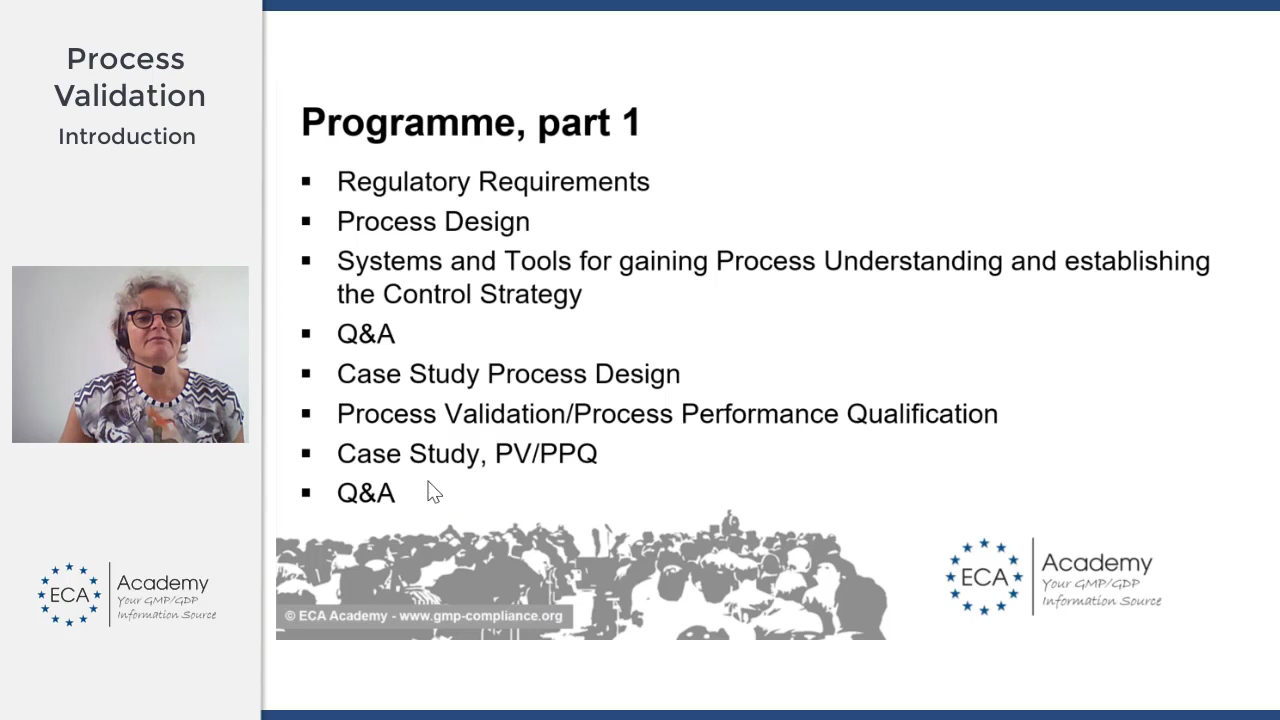 Process
Validation
Introduction
ECA
Academy
Your GMP/GDP
Information Source
Programme, part 1
▪ Regulatory Requirements
▪ Process Design
▪ Systems and Tools for gaining Process Understanding and establishing
the Control Strategy
▪ Q&A
▪ Case Study Process Design
▪ Process Validation/Process Performance Qualification
▪ Case Study, PV/PPQ
▪ Q&A
© ECA Academy - www.gmp-compliance.org
ECA
Academy
Your GMP/GDP
Information Source